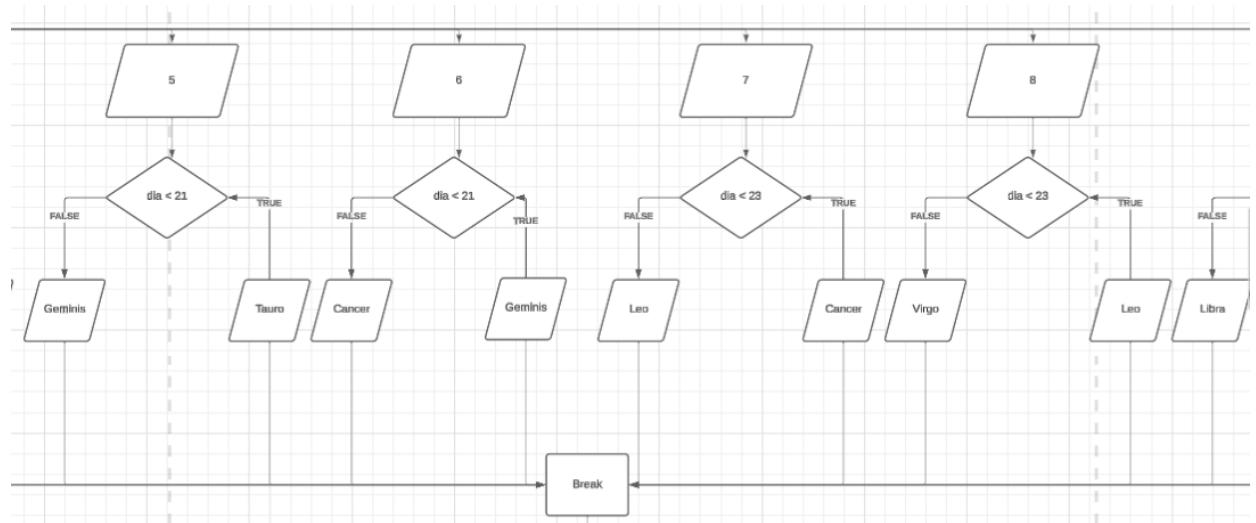 5
6
7
8
dia < 21
dia < 21
dia < 23
dia < 23
FALSE
TRUE
FALSE
TRUE
FALSE
TRUE
FALSE
TRUE
FALSE
Geminis
Tauro
Cancer
Geminis
Leo
Cancer
Virgo
Leo
Libra
Break